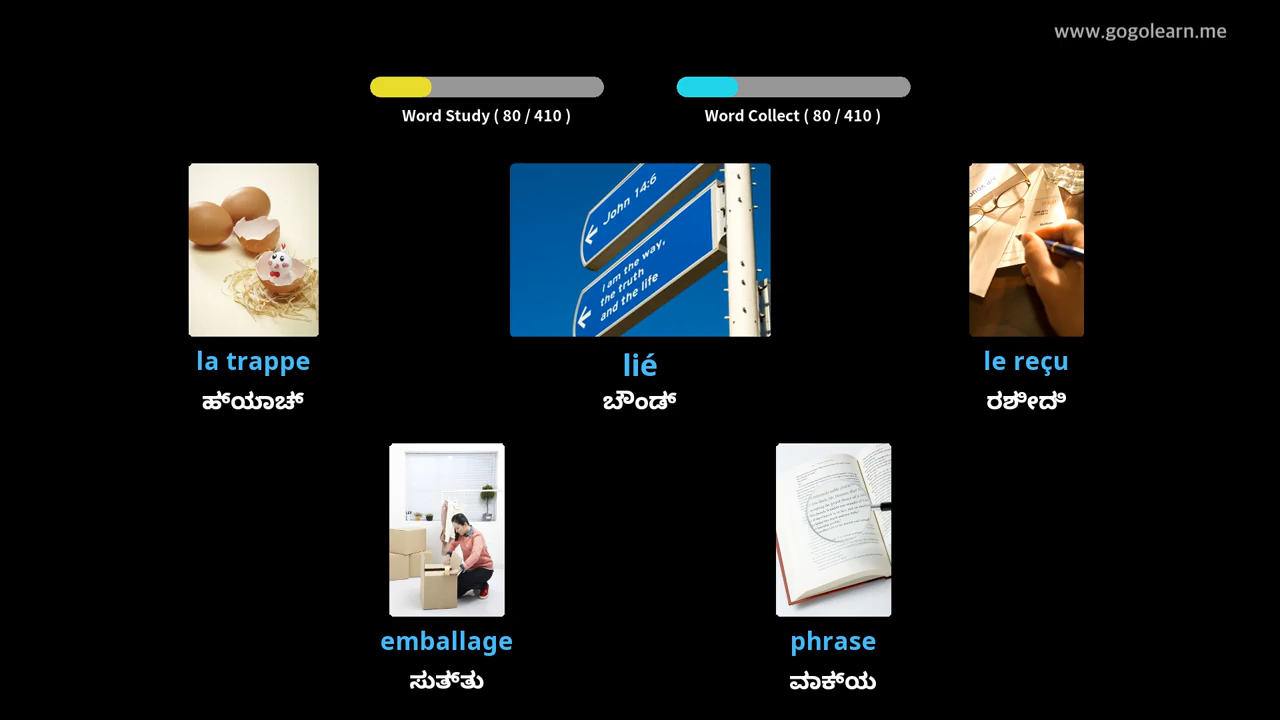 www.gogolearn.me
Word Study ( 80 / 410 )
Word Collect ( 80 / 410 )
John 14:6
I am the way,
the truth
and the life
la trappe
ಹ್ಯಾಚ್
lié
ಬೌಂಡ್
le reçu
ರಶೀದಿ
emballage
ಸುತ್ತು
phrase
ವಾಕ್ಯ